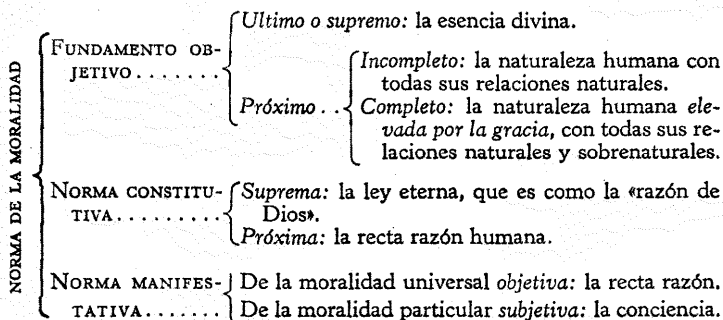 NORMA DE LA MORALIDAD
FUNDAMENTO OB-
JETIVO . . . . . . .
Ultimo o supremo: la esencia divina.
Próximo . .
Incompleto: la naturaleza humana con
todas sus relaciones naturales.
Completo: la naturaleza humana ele-
vada por la gracia, con todas sus re-
laciones naturales y sobrenaturales.
NORMA CONSTITU-
TIVA. . . . . . . . .
Suprema: la ley eterna, que es como la «razón de
Dios».
Próxima: la recta razón humana.
NORMA MANIFES-
TATIVA. . . . . . .
De la moralidad universal objetiva: la recta razón.
De la moralidad particular subjetiva: la conciencia.